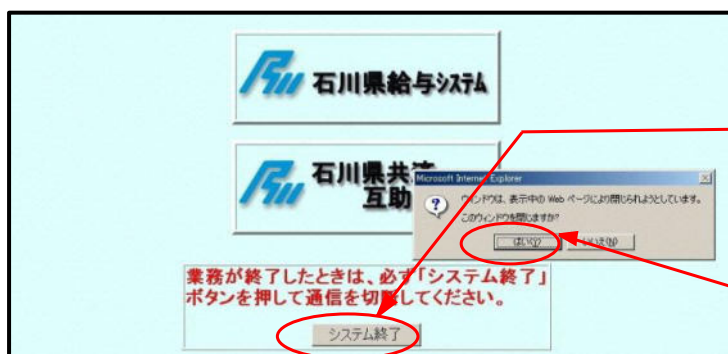 石川県給与システム
石川県共済
互助
Microsoft Internet Explorer
ウィンドウは、表示中の Web ページにより閉じられようとしています。
このウィンドウを閉じますか?
はい(Y)
いいえ(N)
業務が終了したときは、必ず「システム終了」
ボタンを押して通信を切断してください。
システム終了